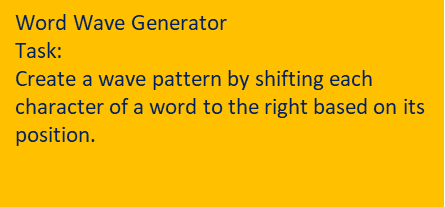 Word Wave Generator
Task:
Create a wave pattern by shifting each
character of a word to the right based on its
position.